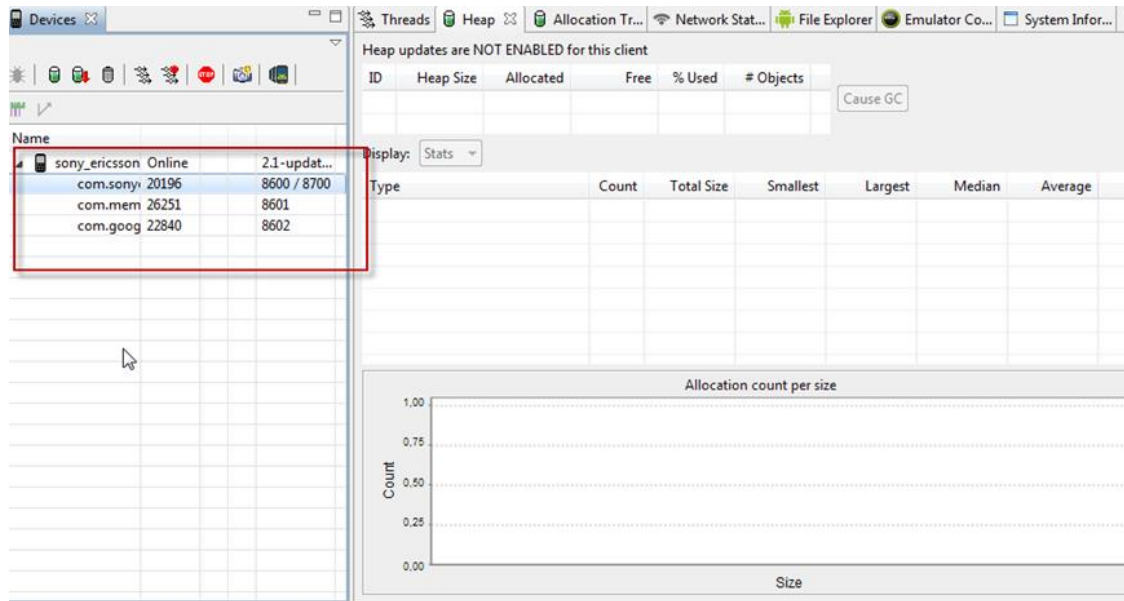 Devices
Threads Heap Allocation Tr... Network Stat... File Explorer Emulator Co... System Infor...
Heap updates are NOT ENABLED for this client
ID Heap Size Allocated Free % Used # Objects
Cause GC
STOP
Name
sony_ericsson Online 2.1-updat...
com.sony 20196 8600 / 8700
com.mem 26251 8601
com.goog 22840 8602
Display: Stats
Type Count Total Size Smallest Largest Median Average
Allocation count per size
1,00
0,75
0,50
0,25
0,00
Count
Size